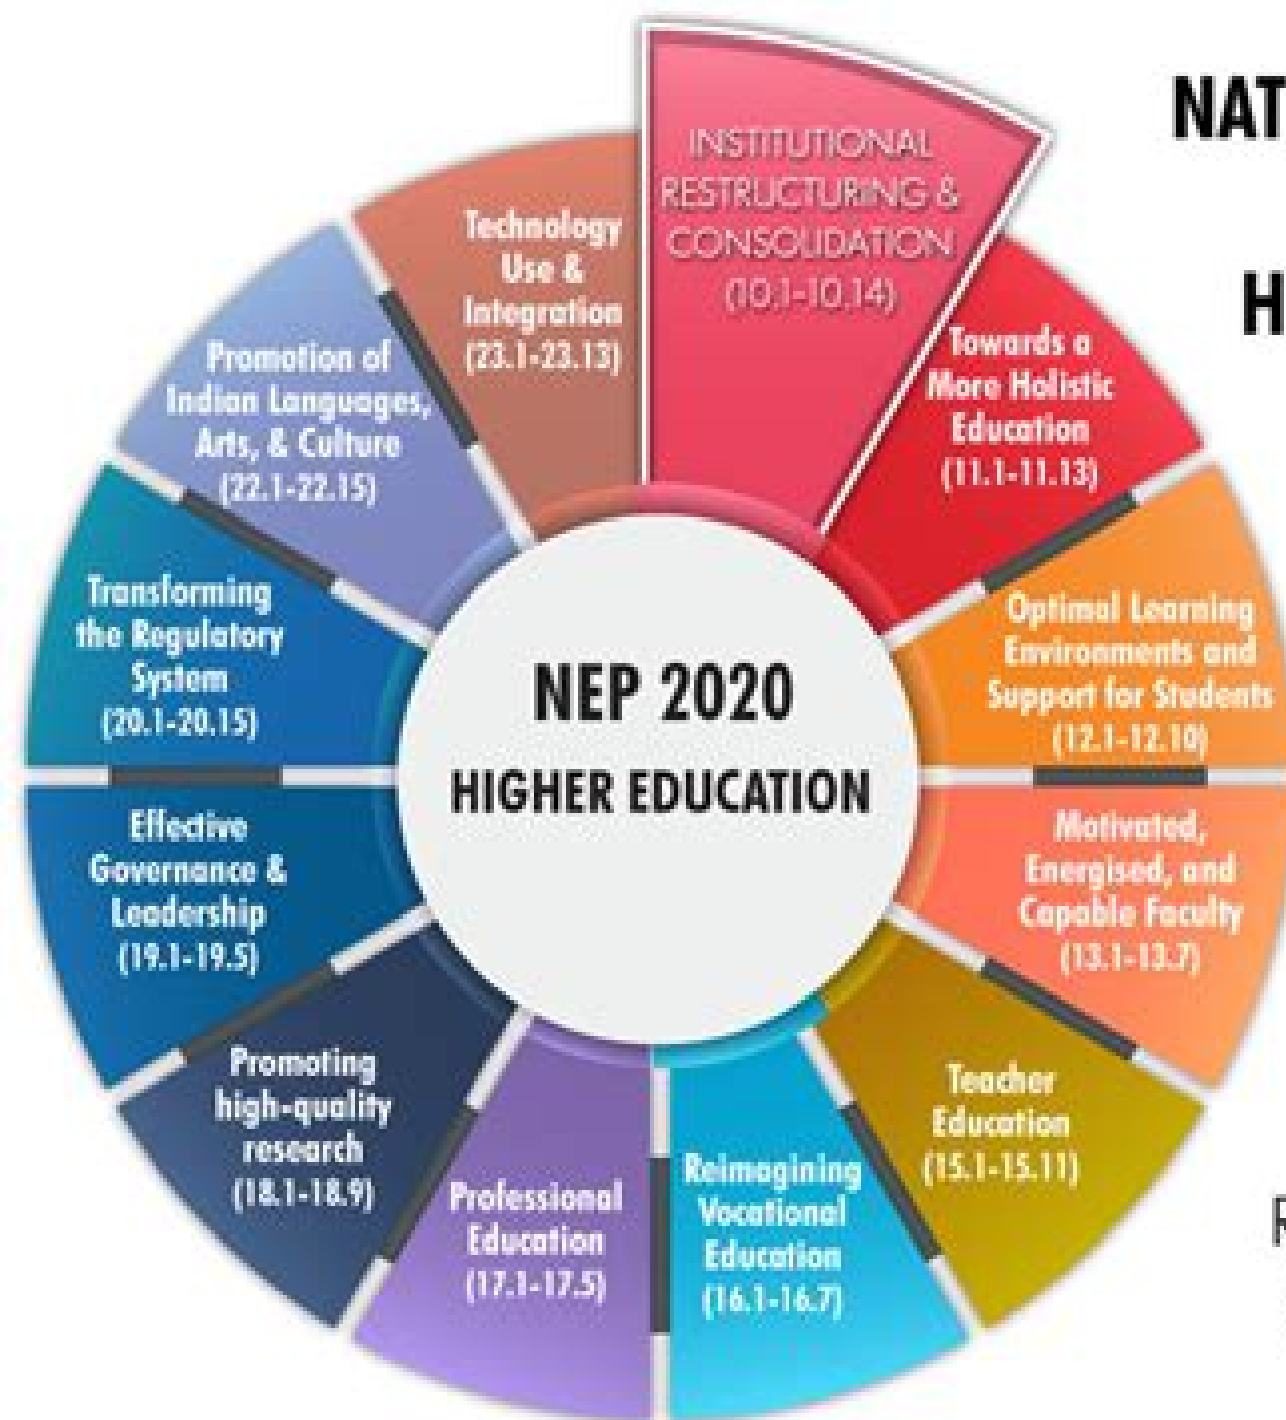 NAT
H
INSTITUTIONAL
RESTRUCTURING &
CONSOLIDATION
(10.1-10.14)
Towards a
More Holistic
Education
(11.1-11.13)
Optimal Learning
Environments and
Support for Students
(12.1-12.10)
Motivated,
Energised, and
Capable Faculty
(13.1-13.7)
Teacher
Education
(15.1-15.11)
Reimagining
Vocational
Education
(16.1-16.7)
Professional
Education
(17.1-17.5)
Promoting
high-quality
research
(18.1-18.9)
Effective
Governance &
Leadership
(19.1-19.5)
Transforming
the Regulatory
System
(20.1-20.15)
Promotion of
Indian Languages,
Arts, & Culture
(22.1-22.15)
Technology
Use &
Integration
(23.1-23.13)
NEP 2020
HIGHER EDUCATION
R